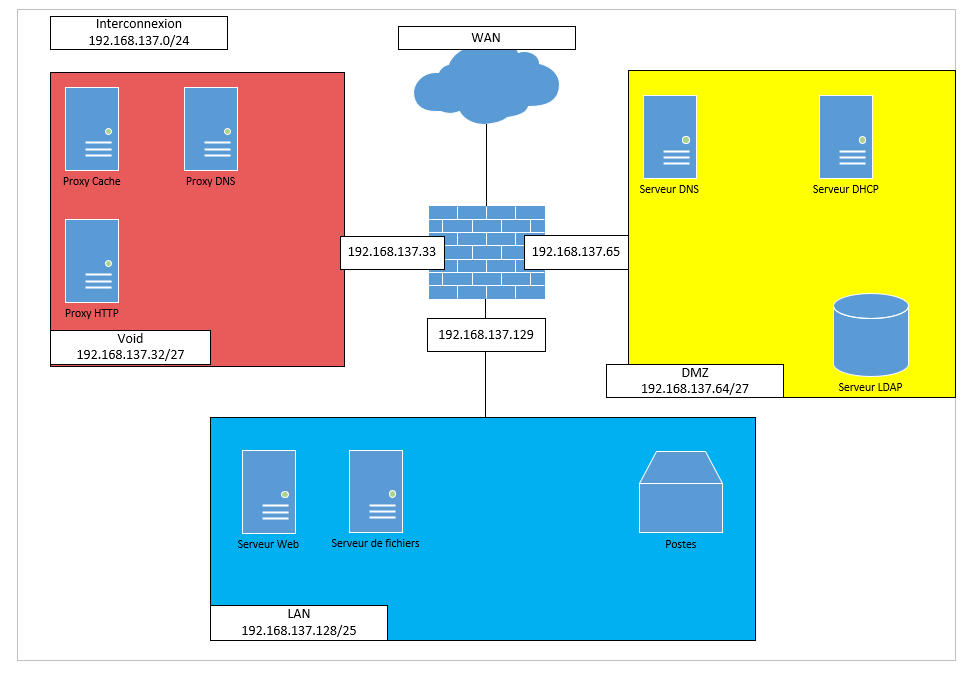 Interconnexion
192.168.137.0/24
WAN
Proxy Cache
Proxy DNS
Serveur DNS
Serveur DHCP
192.168.137.33
192.168.137.65
Proxy HTTP
Void
192.168.137.32/27
192.168.137.129
DMZ
192.168.137.64/27
Serveur LDAP
Serveur Web
Serveur de fichiers
Postes
LAN
192.168.137.128/25